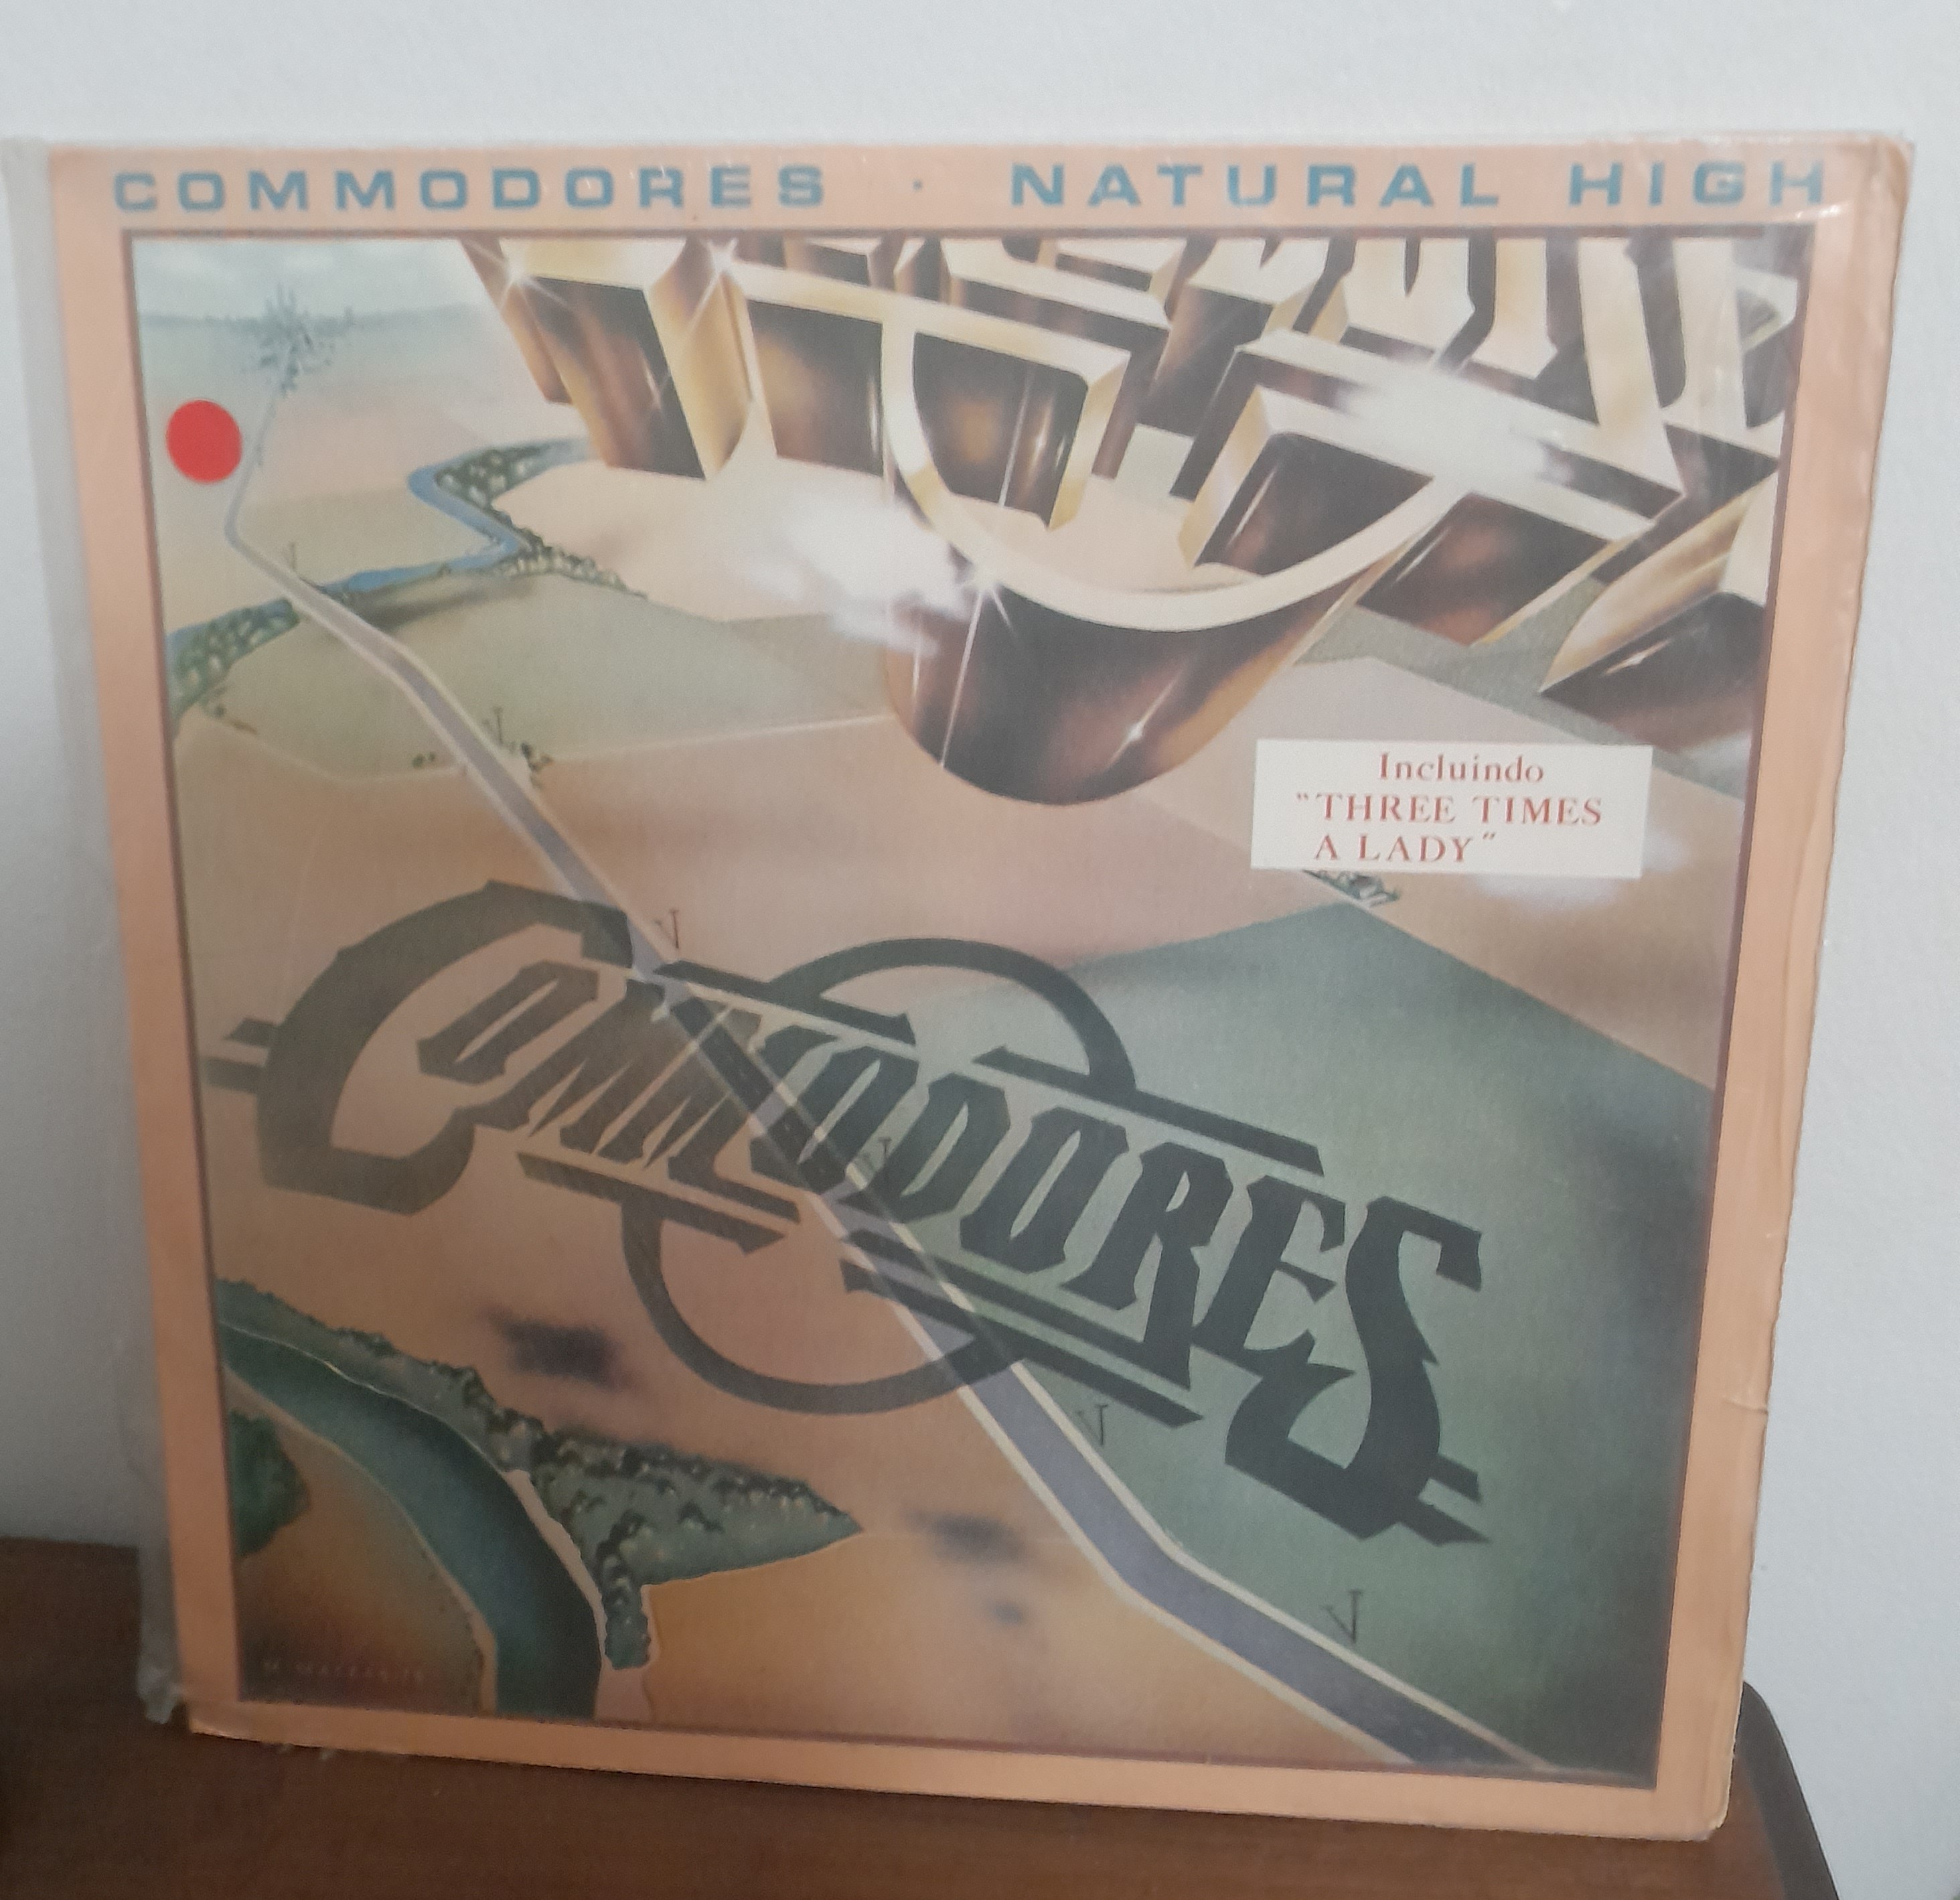 COMMODORES · NATURAL HIGH
Incluindo
"THREE TIMES
A LADY"
COMMODORES